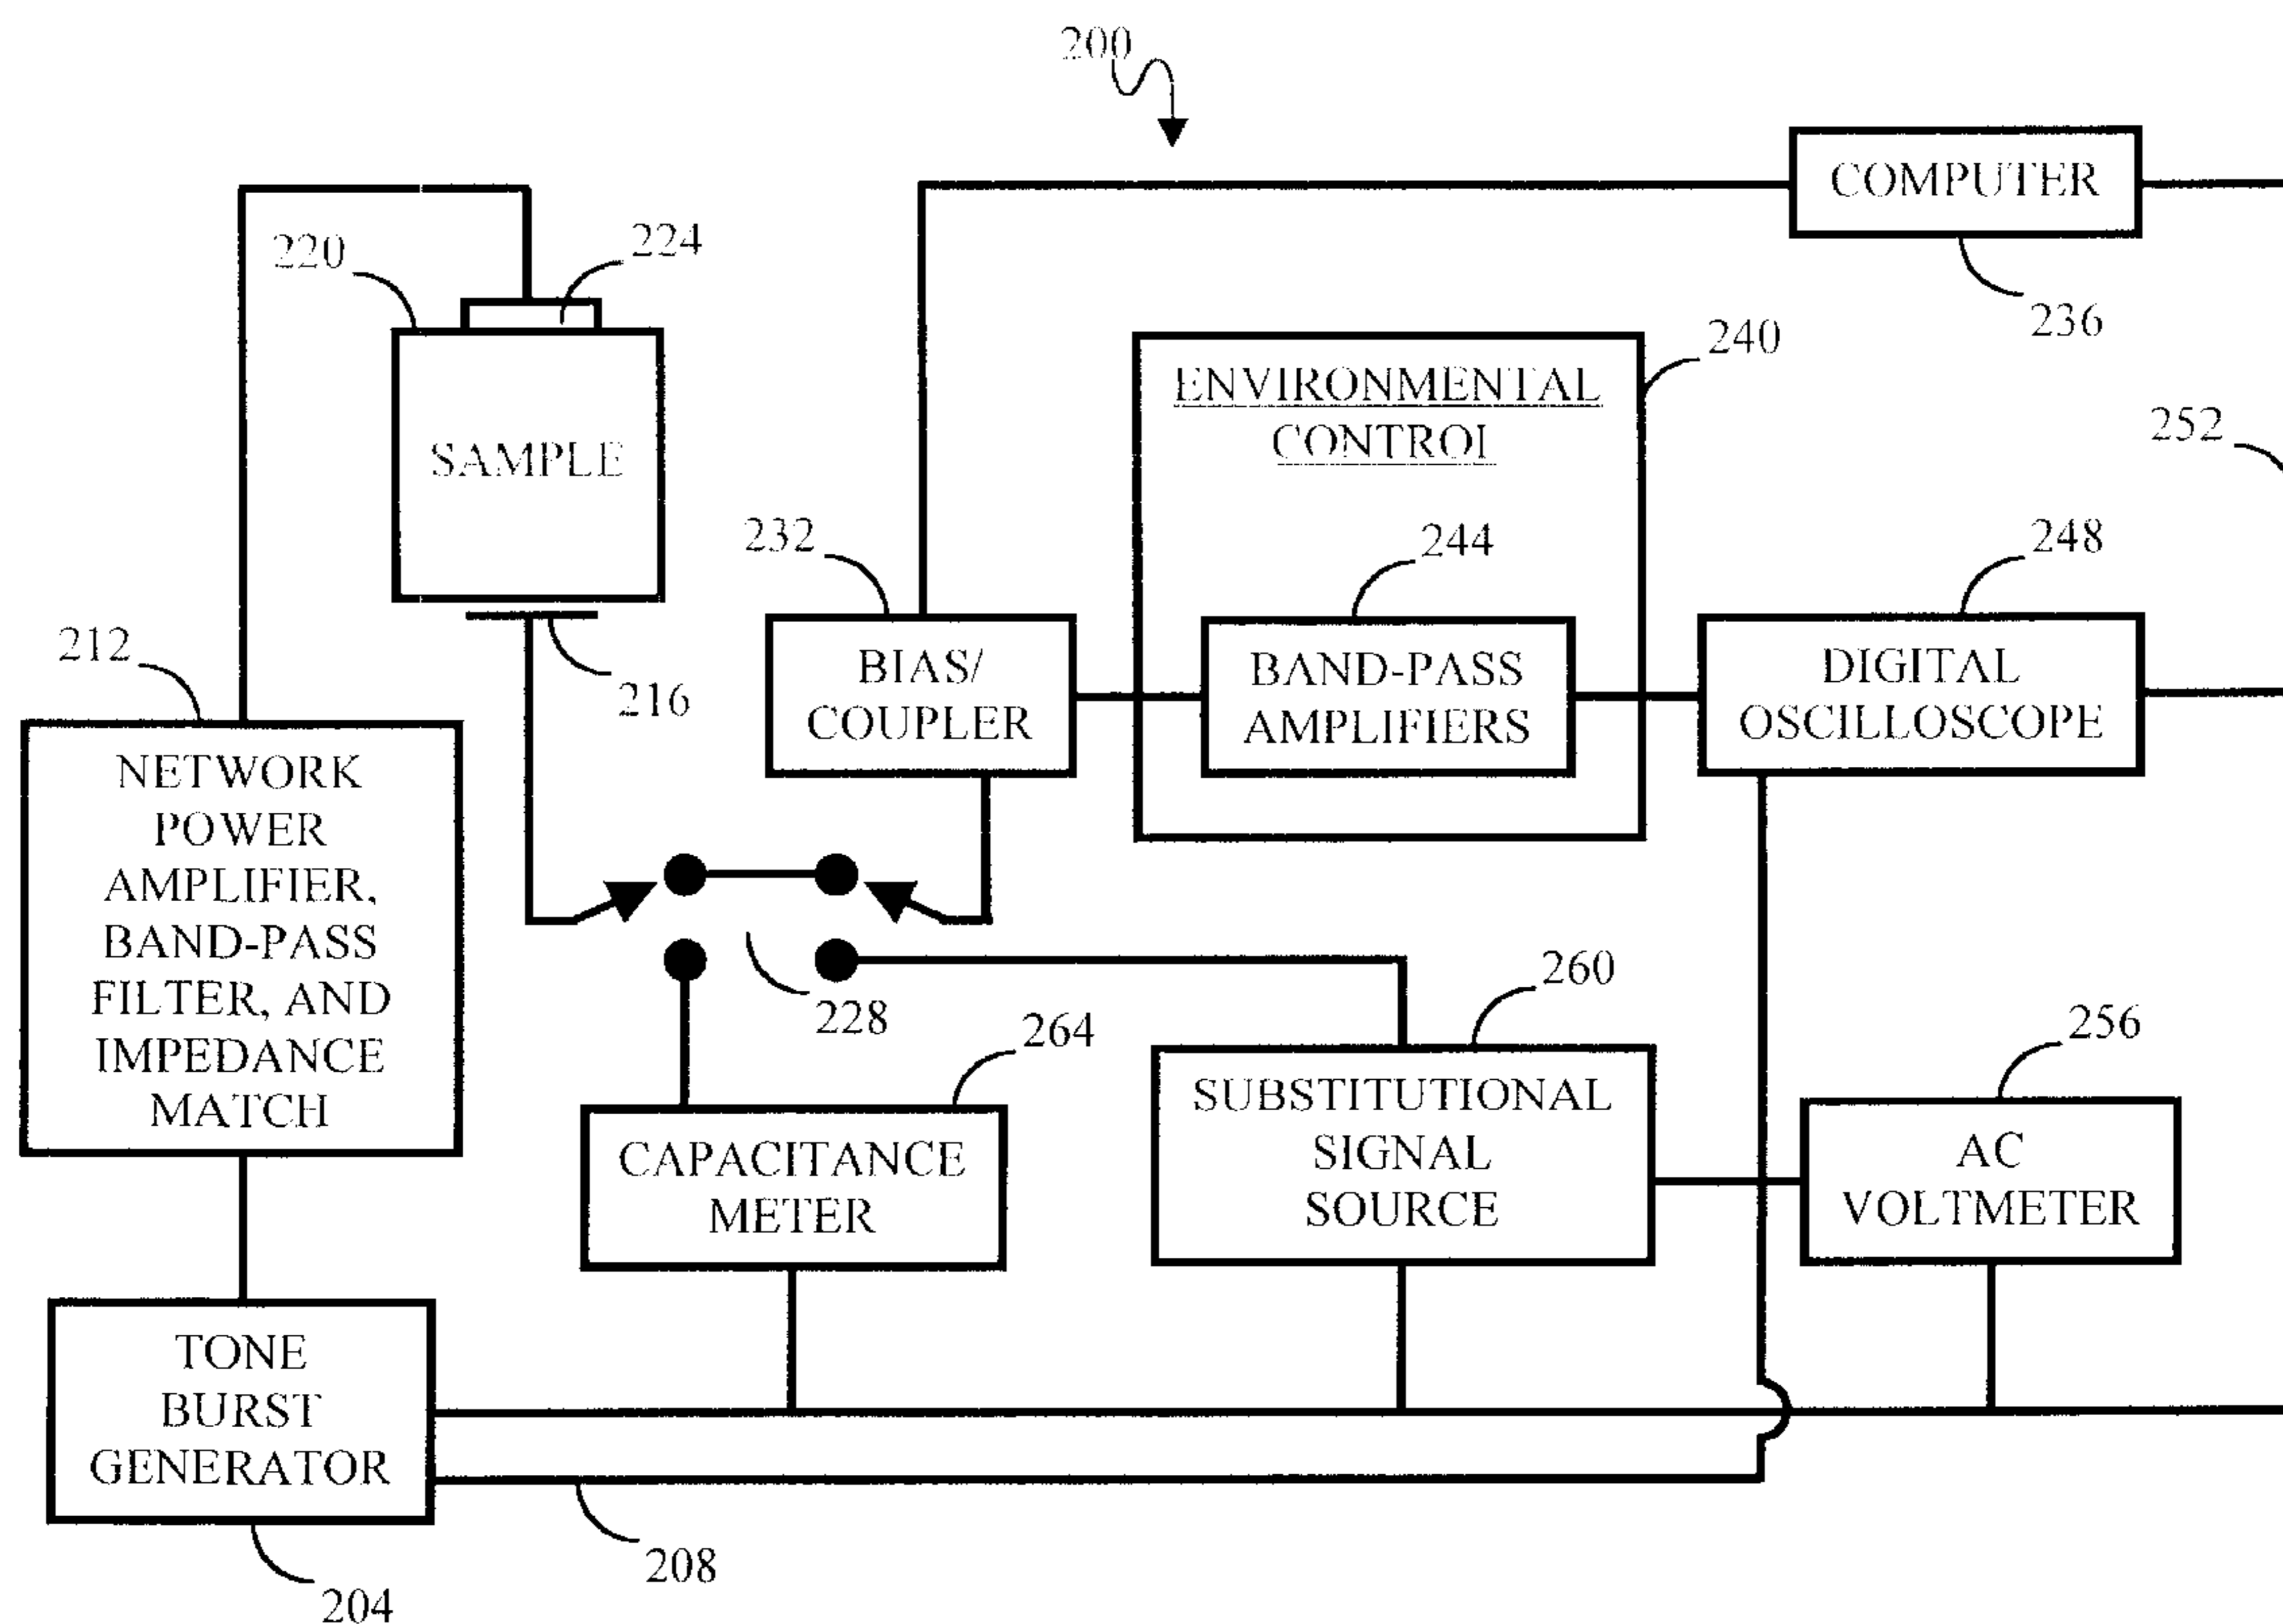 200
COMPUTER
236
220
224
SAMPLE
216
240
ENVIRONMENTAL
CONTROI
252
232
BIAS/
COUPLER
244
BAND-PASS
AMPLIFIERS
248
DIGITAL
OSCILLOSCOPE
212
NETWORK
POWER
AMPLIFIER,
BAND-PASS
FILTER, AND
IMPEDANCE
MATCH
228
264
CAPACITANCE
METER
260
SUBSTITUTIONAL
SIGNAL
SOURCE
256
AC
VOLTMETER
TONE
BURST
GENERATOR
208
204